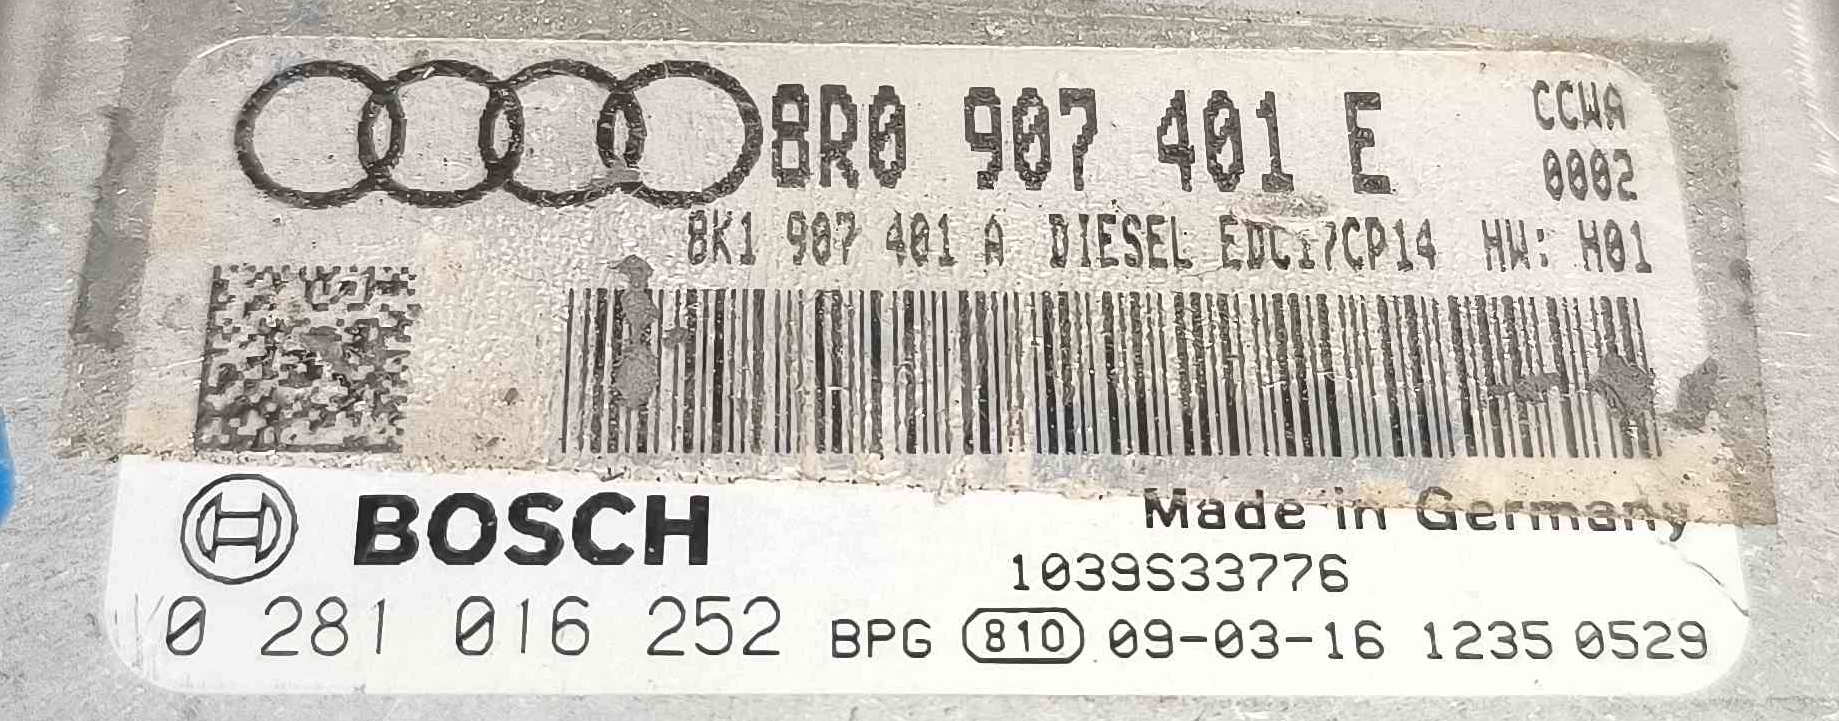 8R0 907 401 E CCWA
0002
8K1 907 401 A DIESEL EDC17CP14 HW: H01
BOSCH Made in Germany
1039S33776
0 281 016 252 BPG 810 09-03-16 1235 0529